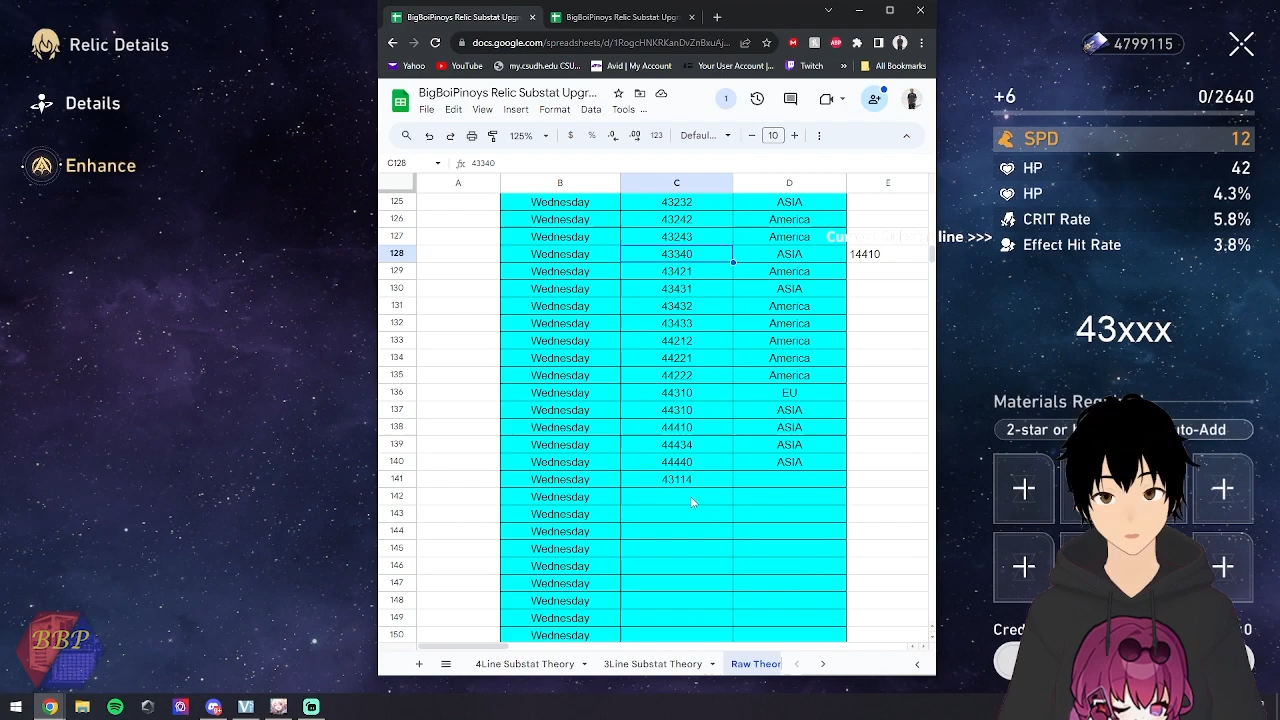 Relic Details
Details
Enhance
BBP
BigBoiPinoys Relic Substat Upgr
BigBoiPinoys Relic Substat Upgr
docs.google.com/spreadsheets/d/1RogcHNKRKanDvZnBuAj...
Yahoo YouTube my.csudh.edu CSU... Avid | My Account Your User Account |... Twitch » All Bookmarks
BigBoiPinoys Relic Substat Upgr...
File Edit View Insert Format Data Tools ...
1
125% $ % .0 .00 123 Defaul... 10
C128 fx 43340
A B C D E
125 Wednesday 43232 ASIA
126 Wednesday 43242 America
127 Wednesday 43243 America
128 Wednesday 43340 ASIA 14410
129 Wednesday 43421 America
130 Wednesday 43431 ASIA
131 Wednesday 43432 America
132 Wednesday 43433 America
133 Wednesday 44212 America
134 Wednesday 44221 America
135 Wednesday 44222 America
136 Wednesday 44310 EU
137 Wednesday 44310 ASIA
138 Wednesday 44410 ASIA
139 Wednesday 44434 ASIA
140 Wednesday 44440 ASIA
141 Wednesday 43114
142 Wednesday
143 Wednesday
144 Wednesday
145 Wednesday
146 Wednesday
147 Wednesday
148 Wednesday
149 Wednesday
150 Wednesday
4Line Substat Theory 3Line Substat Theory Raw Theor
line >>>
4799115
+6 0/2640
SPD 12
HP 42
HP 4.3%
CRIT Rate 5.8%
Effect Hit Rate 3.8%
43xxx
Materials
2-star or uto-Add
Cred 0